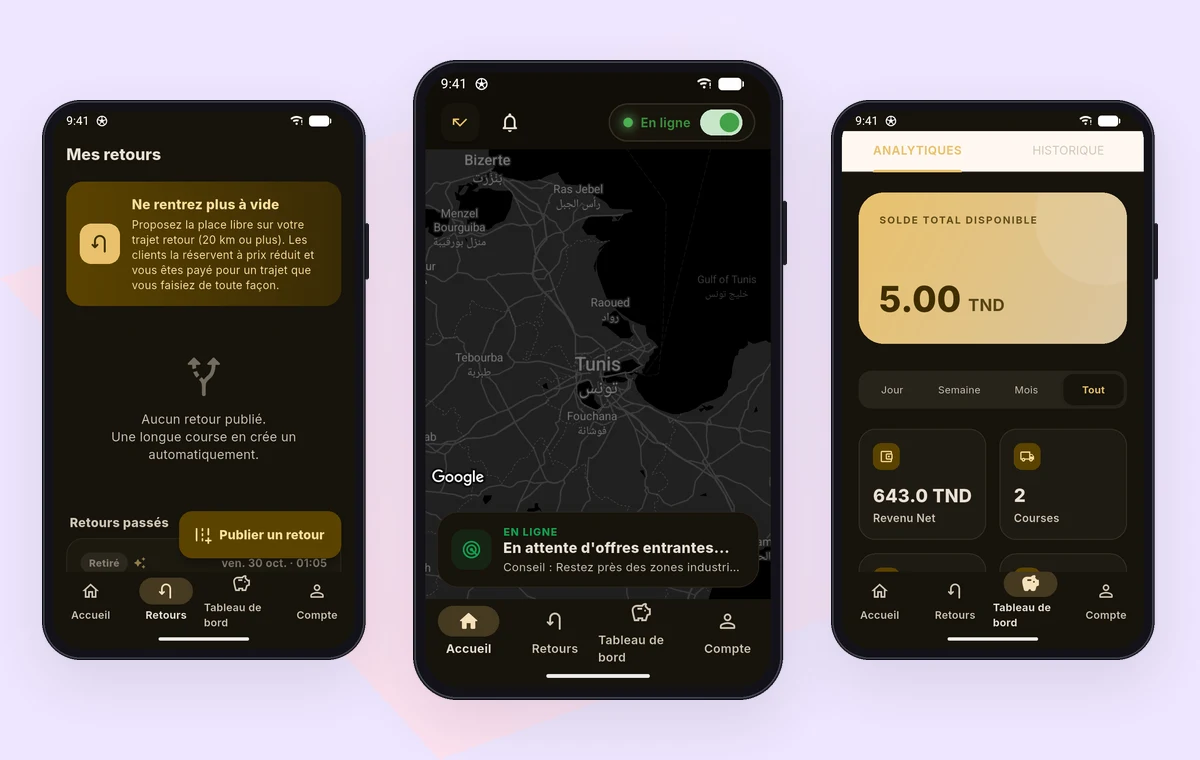 9:41
Mes retours
Ne rentrez plus à vide
Proposez la place libre sur votre
trajet retour (20 km ou plus). Les
clients la réservent à prix réduit et
vous êtes payé pour un trajet que
vous faisiez de toute façon.
Aucun retour publié.
Une longue course en crée un
automatiquement.
Retours passés
Publier un retour
Retiré
ven. 30 oct. · 01:05
Accueil
Retours
Tableau de
bord
Compte
9:41
En ligne
Bizerte
بنزرت
Ras Jebel
رأس الجبل
Menzel
Bourguiba
منزل بورقيبة
ur
Gulf of Tunis
خليج تونس
Raoued
رواد
Tebourba
طبربة
Tunis
تونس
Fouchana
فوشانة
ab
Google
EN LIGNE
En attente d'offres entrantes...
Conseil : Restez près des zones industri...
Accueil
Retours
Tableau de
bord
Compte
9:41
ANALYTIQUES
HISTORIQUE
SOLDE TOTAL DISPONIBLE
5.00 TND
Jour
Semaine
Mois
Tout
643.0 TND
Revenu Net
2
Courses
Accueil
Retours
Tableau de
bord
Compte